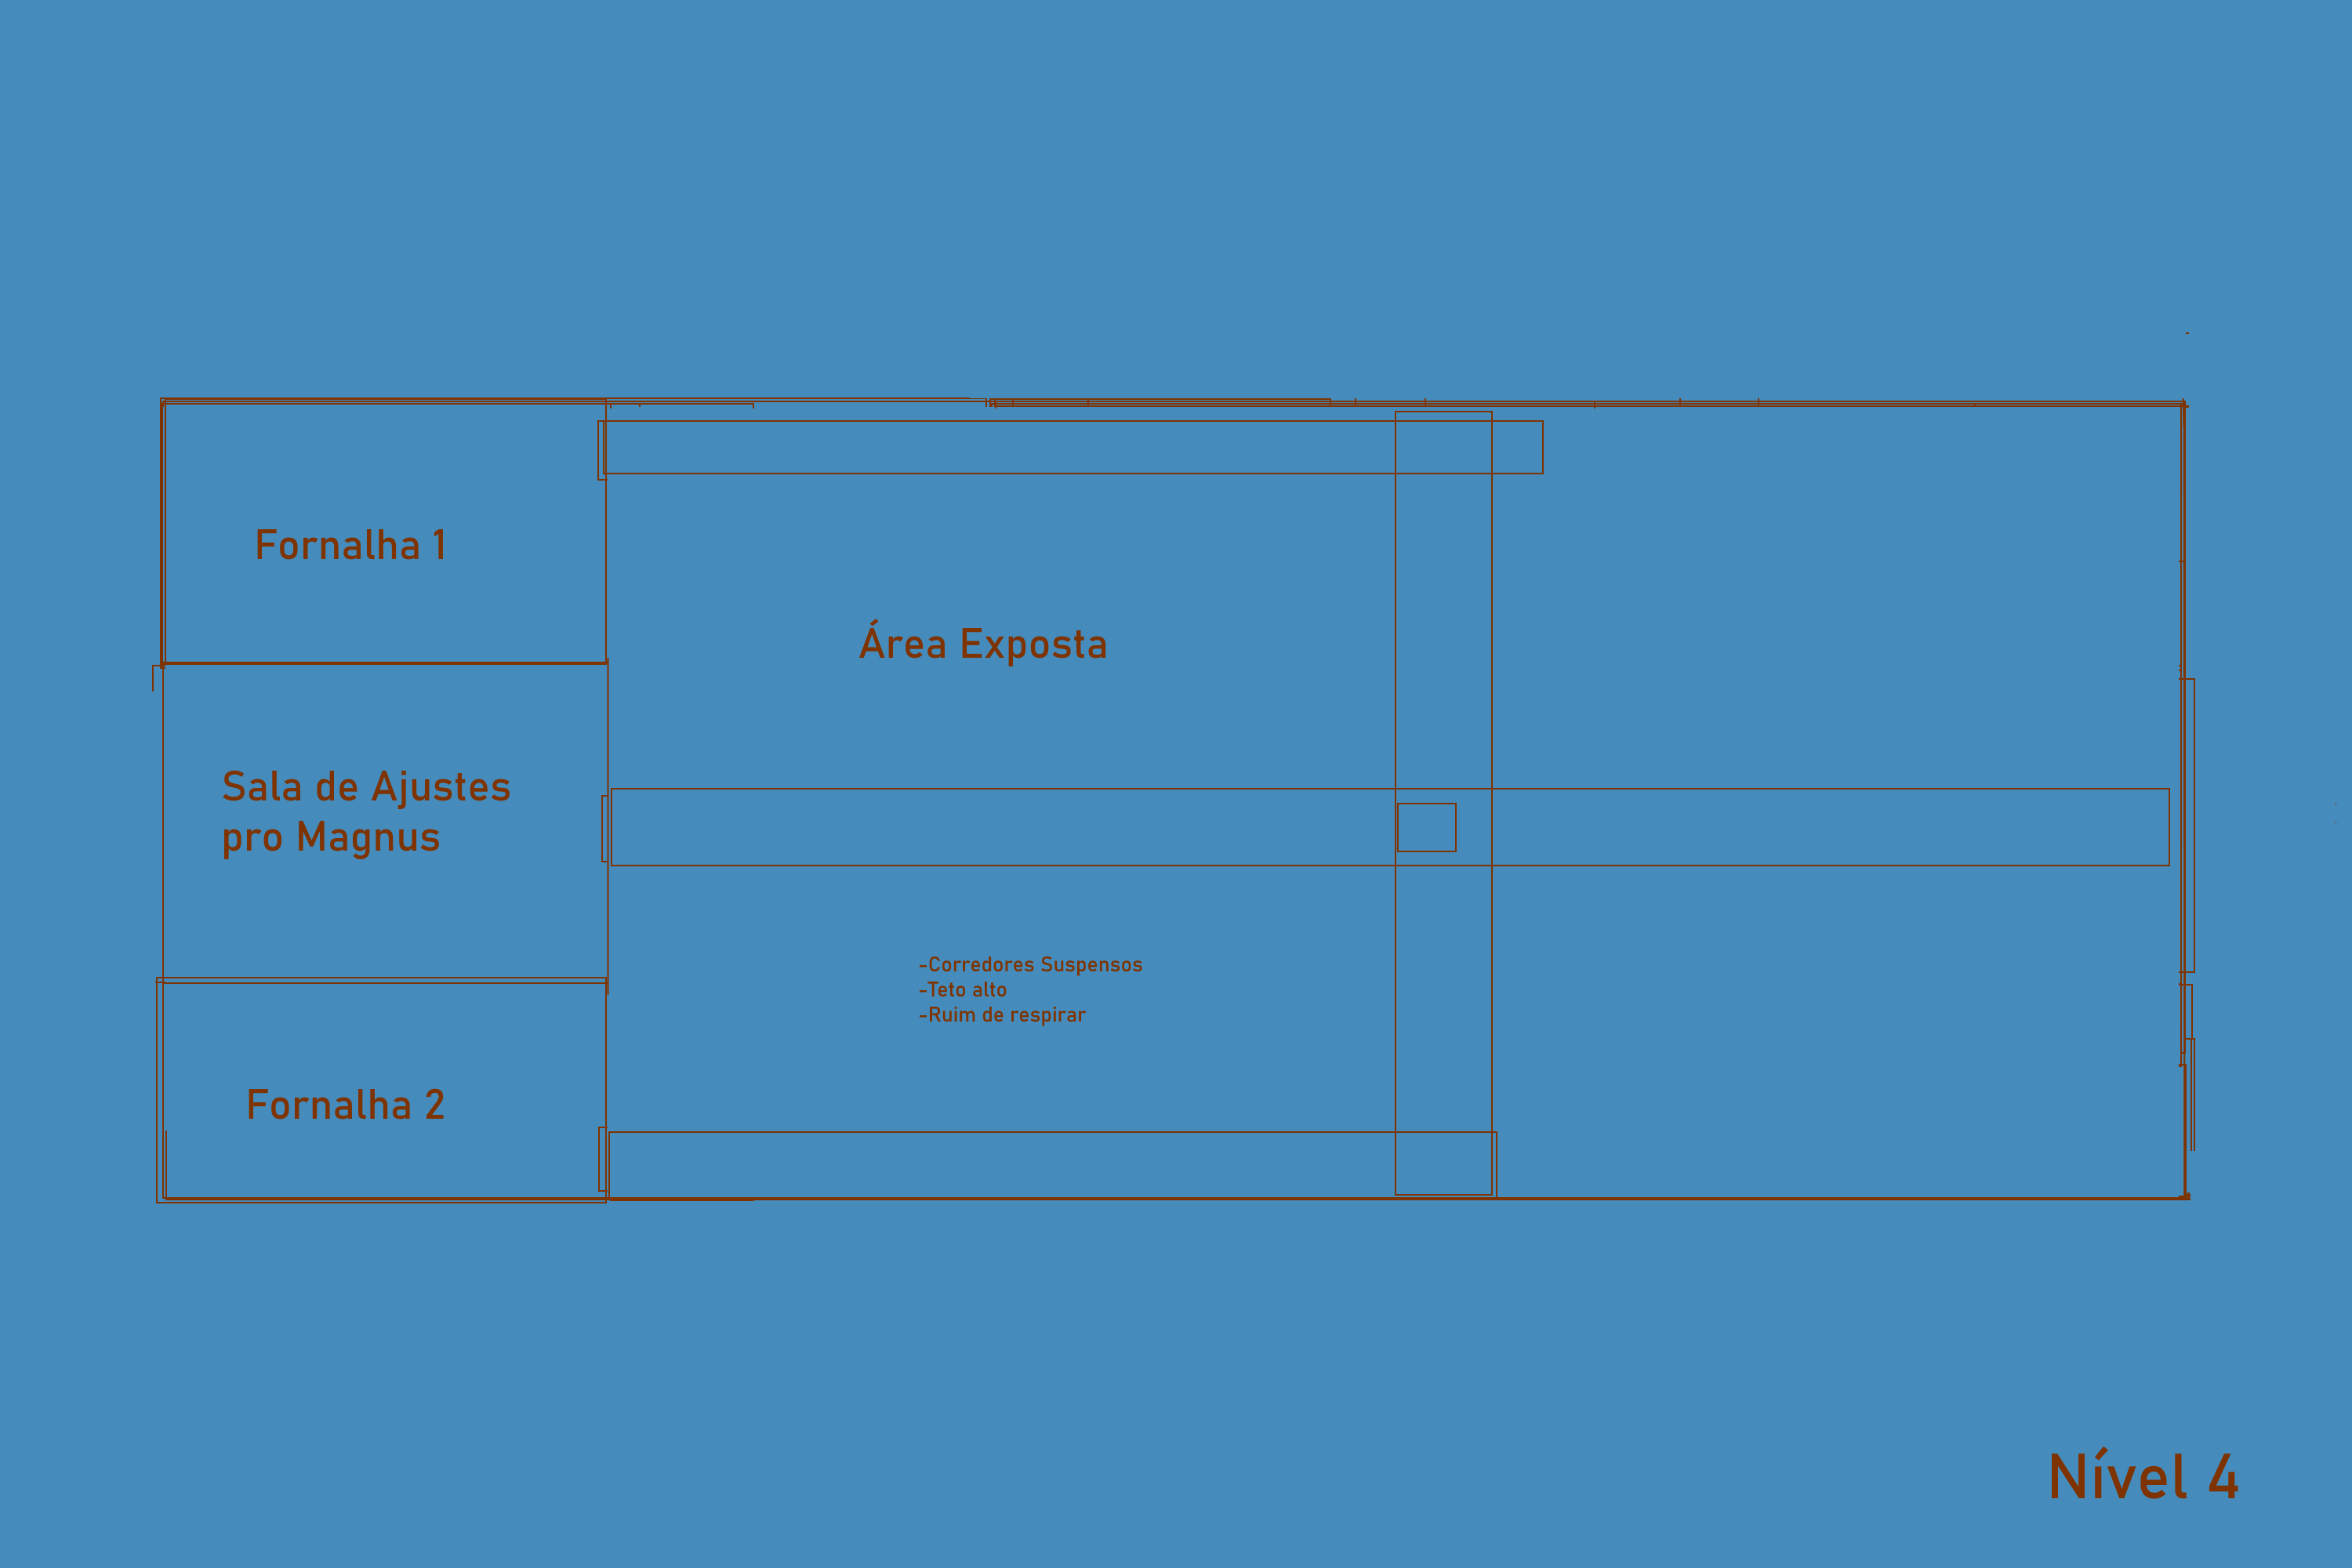 Fornalha 1
Área Exposta
Sala de Ajustes
pro Magnus
-Corredores Suspensos
-Teto alto
-Ruim de respirar
Fornalha 2
Nível 4